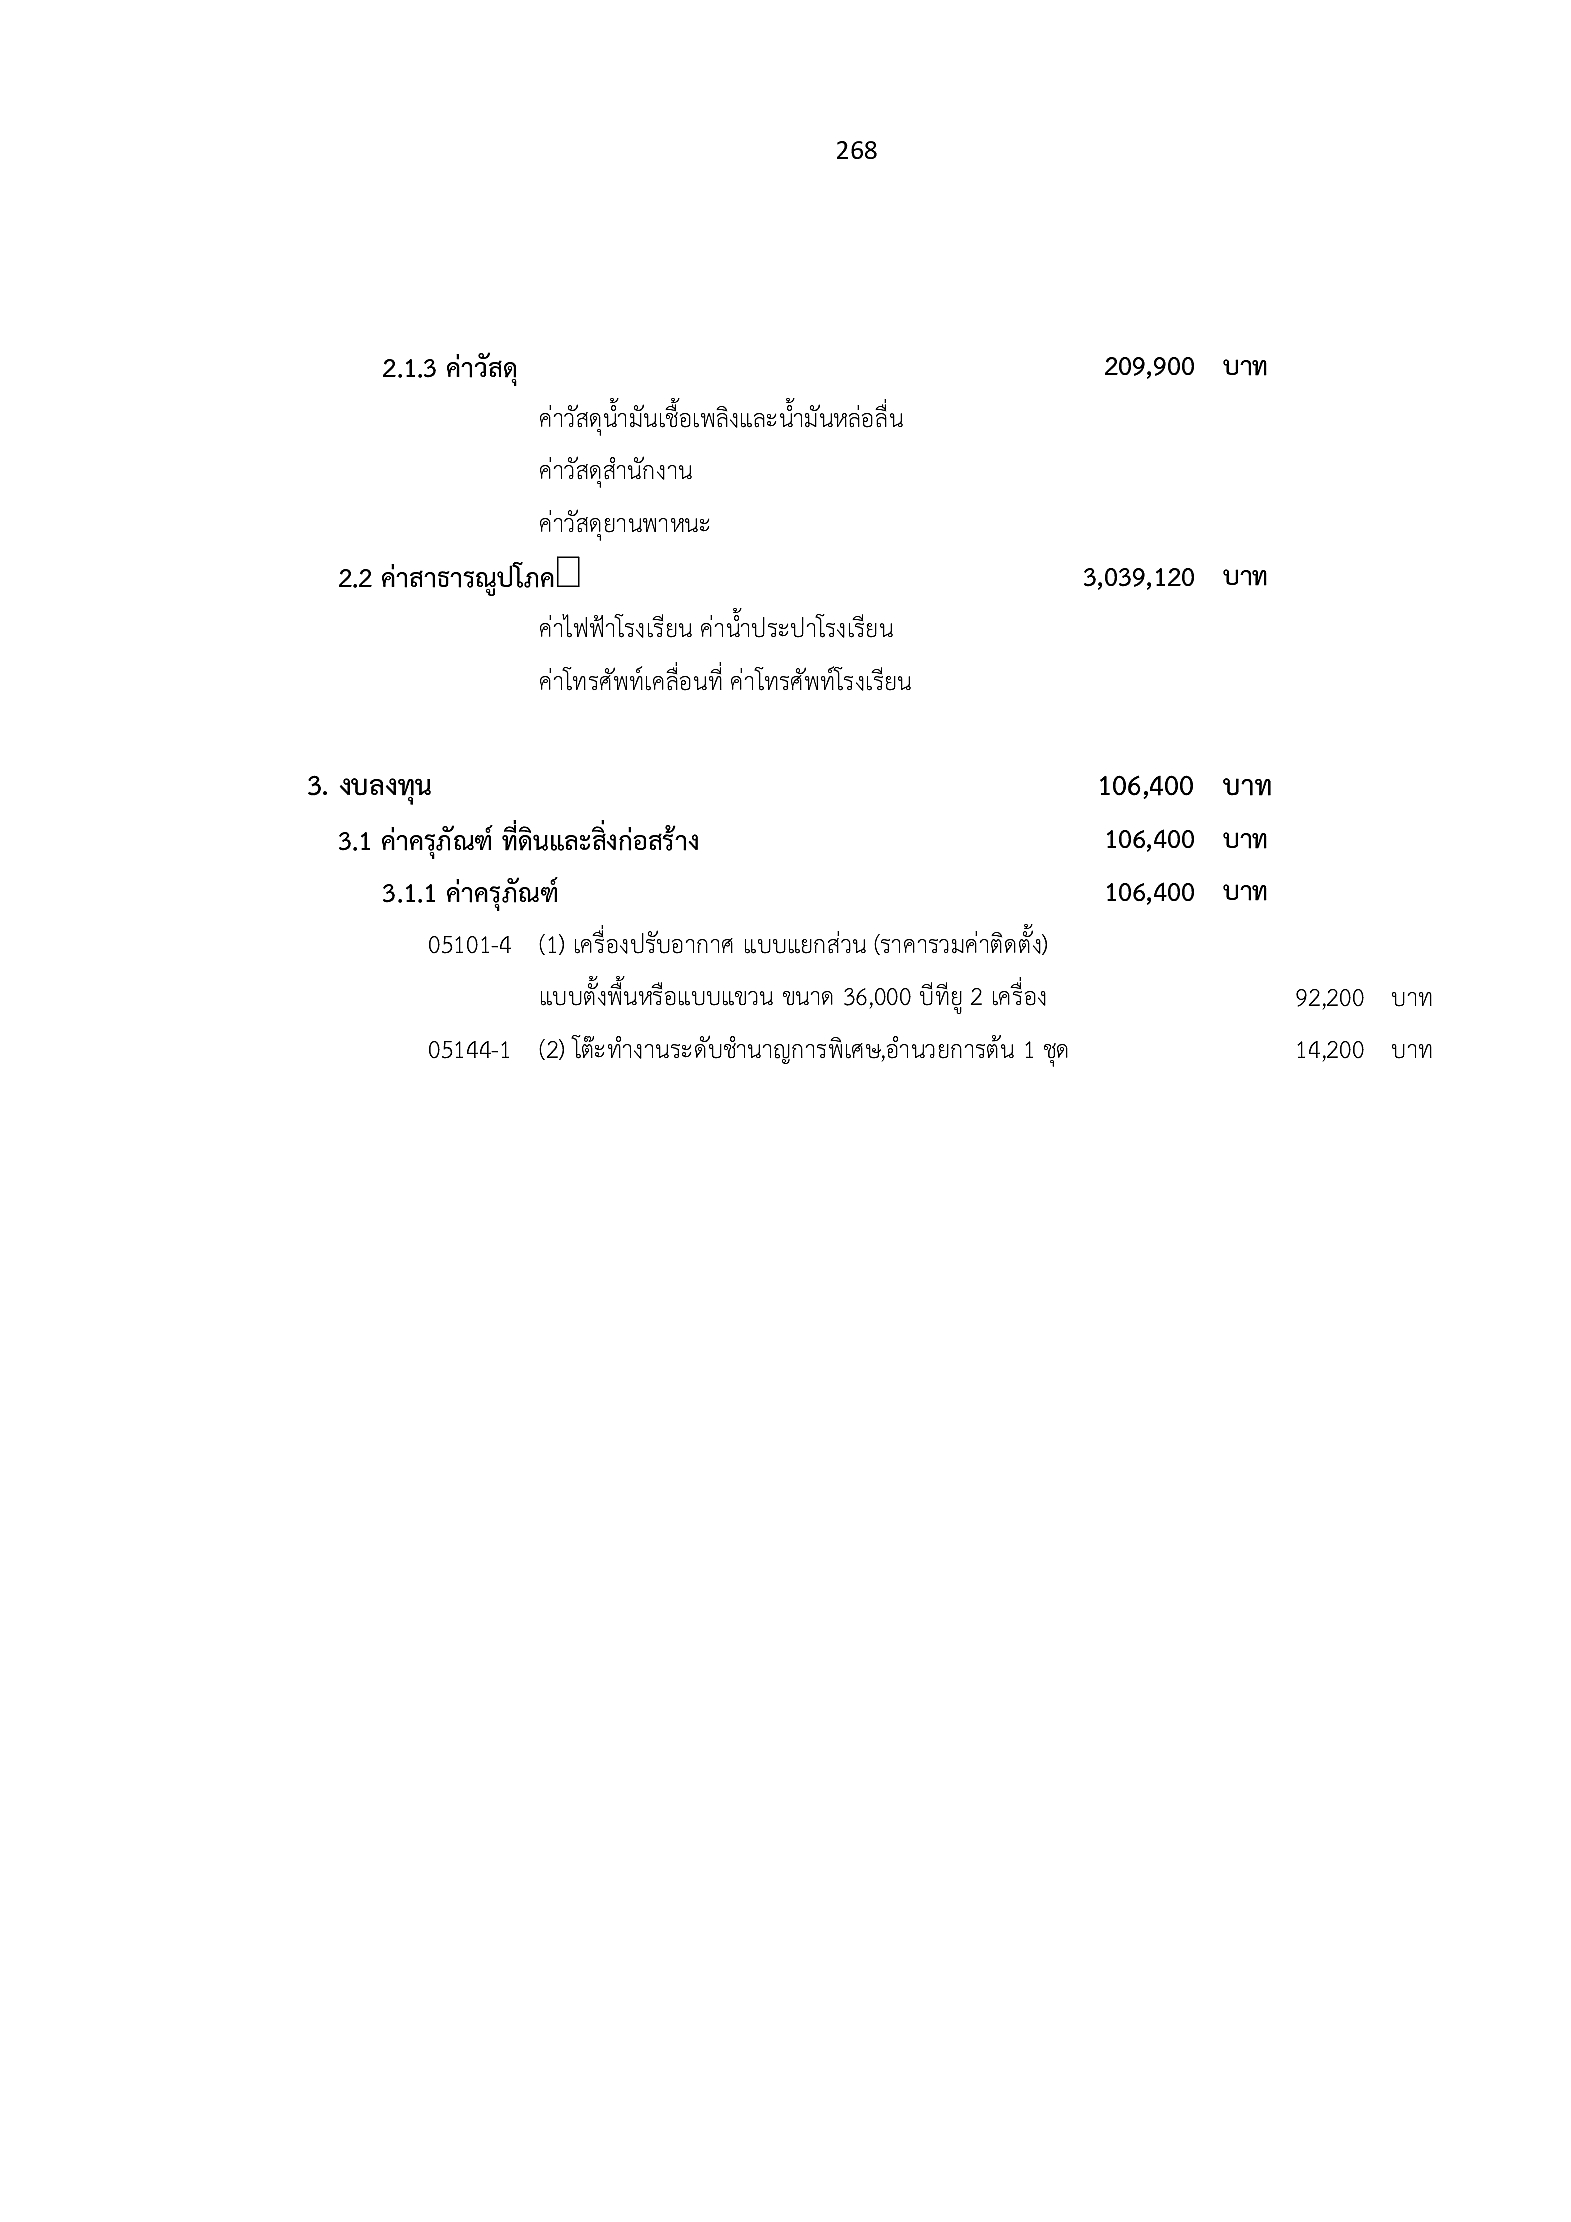 268
2.1.3 ค่าวัสดุ 209,900 บาท
ค่าวัสดุน้ำมันเชื้อเพลิงและน้ำมันหล่อลื่น
ค่าวัสดุสำนักงาน
ค่าวัสดุยานพาหนะ
2.2 ค่าสาธารณูปโภค 3,039,120 บาท
ค่าไฟฟ้าโรงเรียน ค่าน้ำประปาโรงเรียน
ค่าโทรศัพท์เคลื่อนที่ ค่าโทรศัพท์โรงเรียน
3. งบลงทุน 106,400 บาท
3.1 ค่าครุภัณฑ์ ที่ดินและสิ่งก่อสร้าง 106,400 บาท
3.1.1 ค่าครุภัณฑ์ 106,400 บาท
05101-4 (1) เครื่องปรับอากาศ แบบแยกส่วน (ราคารวมค่าติดตั้ง)
แบบตั้งพื้นหรือแบบแขวน ขนาด 36,000 บีทียู 2 เครื่อง 92,200 บาท
05144-1 (2) โต๊ะทำงานระดับชำนาญการพิเศษ,อำนวยการต้น 1 ชุด 14,200 บาท